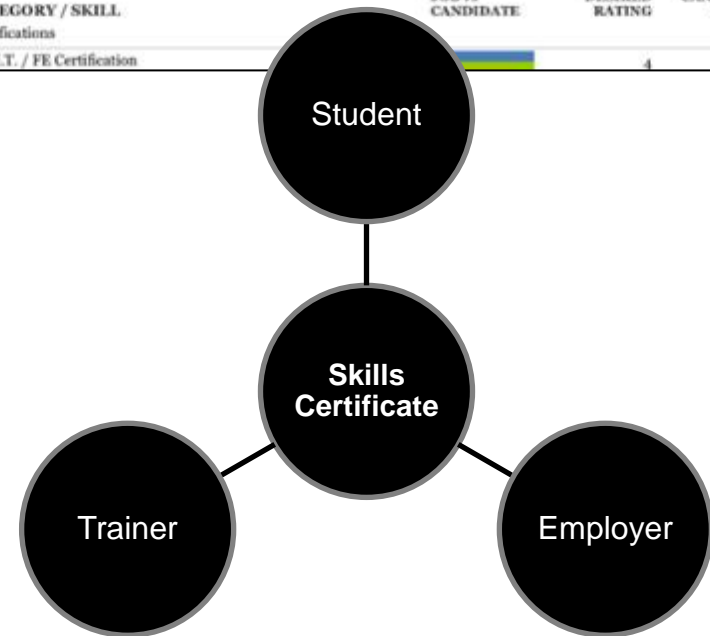 CANDIDATE
RATING
EGORY / SKILL
fications
.T. / FE Certification
4
Student
Skills
Certificate
Trainer
Employer